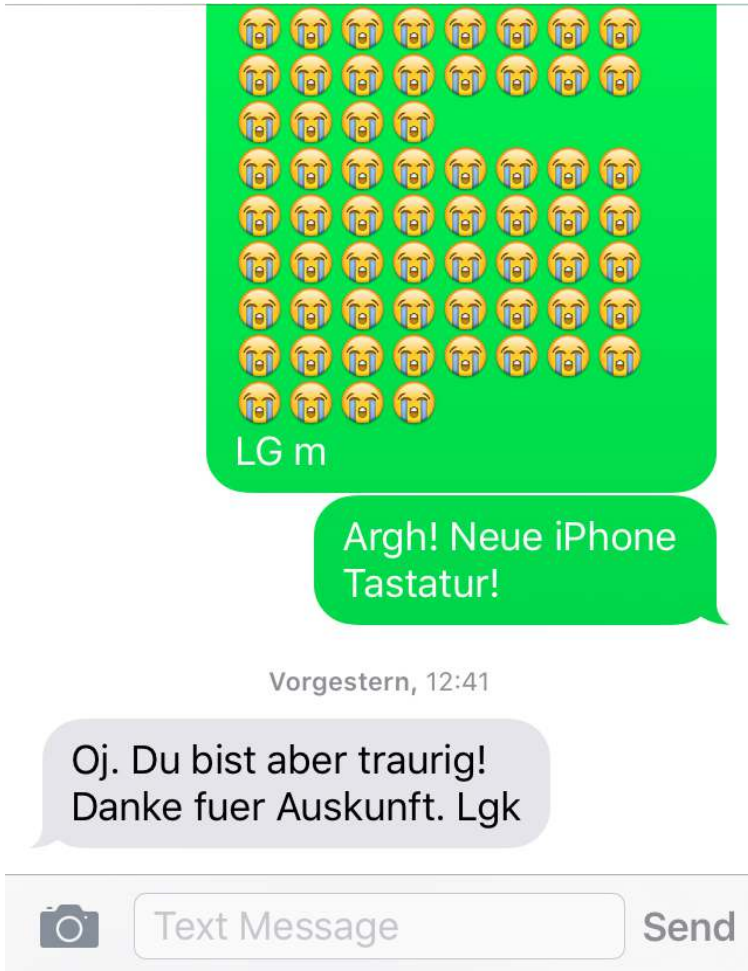 😭😭😭😭😭😭😭😭
😭😭😭😭😭😭😭😭
😭😭😭😭
😭😭😭😭😭😭😭😭
😭😭😭😭😭😭😭😭
😭😭😭😭😭😭😭😭
😭😭😭😭😭😭😭😭
😭😭😭😭😭😭😭😭
😭😭😭😭
LG m
Argh! Neue iPhone
Tastatur!
Vorgestern, 12:41
Oj. Du bist aber traurig!
Danke fuer Auskunft. Lgk
Text Message
Send